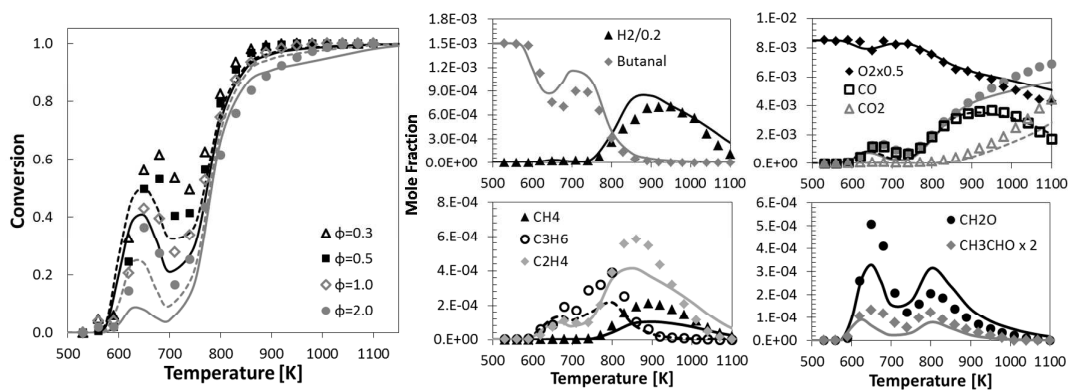 Conversion
1.0
0.8
0.6
0.4
0.2
0.0
500 600 700 800 900 1000 1100
Temperature [K]
ϕ=0.3
ϕ=0.5
ϕ=1.0
ϕ=2.0
Mole Fraction
1.5E-03
1.2E-03
9.0E-04
6.0E-04
3.0E-04
0.0E+00
500 600 700 800 900 1000 1100
H2/0.2
Butanal
1.0E-02
8.0E-03
6.0E-03
4.0E-03
2.0E-03
0.0E+00
500 600 700 800 900 1000 1100
O2x0.5
CO
CO2
8.E-04
6.E-04
4.E-04
2.E-04
0.E+00
500 600 700 800 900 1000 1100
Temperature [K]
CH4
C3H6
C2H4
6.E-04
5.E-04
4.E-04
3.E-04
2.E-04
1.E-04
0.E+00
500 600 700 800 900 1000 1100
Temperature [K]
CH2O
CH3CHO x 2